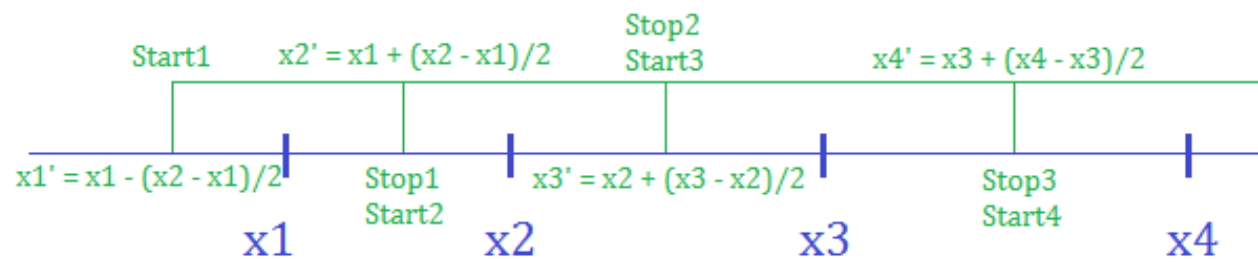 Stop2
Start1 x2' = x1 + (x2 - x1)/2 Start3 x4' = x3 + (x4 - x3)/2
x1' = x1 - (x2 - x1)/2 Stop1 x3' = x2 + (x3 - x2)/2 Stop3
Start2 Start4
x1 x2 x3 x4